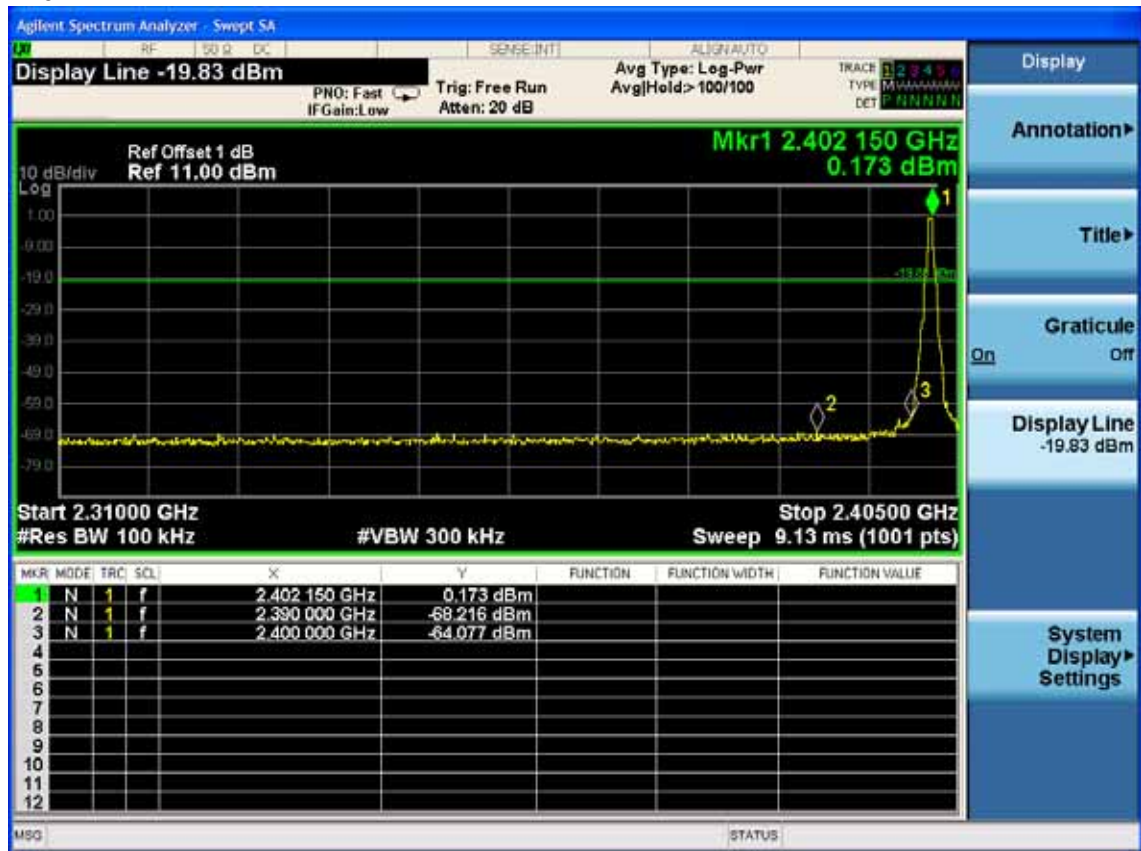 Agilent Spectrum Analyzer - Swept SA
RF 50 Ω DC SENSE:INT ALIGN AUTO
Display Line -19.83 dBm
PNO: Fast Trig: Free Run Avg Type: Log-Pwr TRACE 1 2 3 4 5 6
IFGain:Low Atten: 20 dB Avg|Hold:>100/100 TYPE
DET P N N N N N
Mkr1 2.402 150 GHz
0.173 dBm
Ref Offset 1 dB
10 dB/div Ref 11.00 dBm
Log
1.00
-9.00
-19.0
-29.0
-39.0
-49.0
-59.0
-69.0
-79.0
1
2
3
Start 2.31000 GHz Stop 2.40500 GHz
#Res BW 100 kHz #VBW 300 kHz Sweep 9.13 ms (1001 pts)
MKR MODE TRC SCL X Y FUNCTION FUNCTION WIDTH FUNCTION VALUE
1 N 1 f 2.402 150 GHz 0.173 dBm
2 N 1 f 2.390 000 GHz -68.216 dBm
3 N 1 f 2.400 000 GHz -64.077 dBm
4
5
6
7
8
9
10
11
12
MSG STATUS
Display
Annotation
Title
Graticule
On Off
Display Line
-19.83 dBm
System
Display
Settings